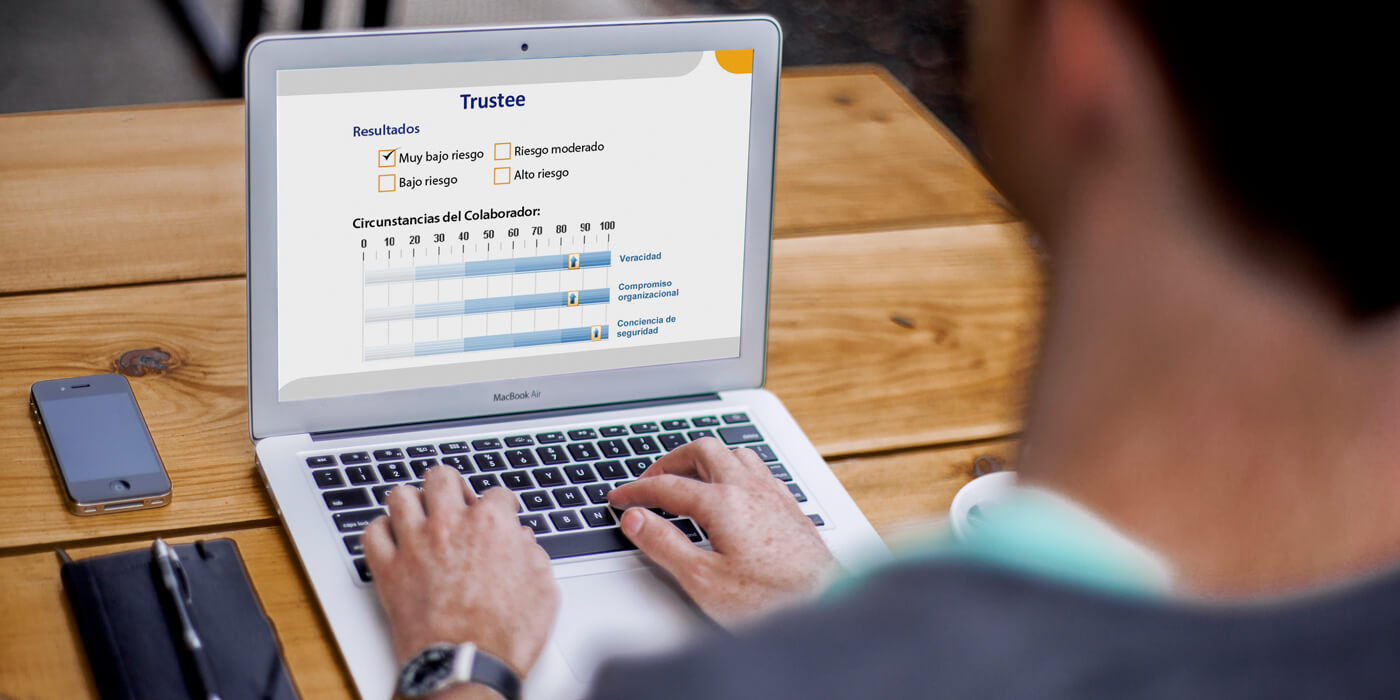 Trustee
Resultados
Muy bajo riesgo
Riesgo moderado
Bajo riesgo
Alto riesgo
Circunstancias del Colaborador:
0 10 20 30 40 50 60 70 80 90 100
Veracidad
Compromiso
organizacional
Conciencia de
seguridad
MacBook Air